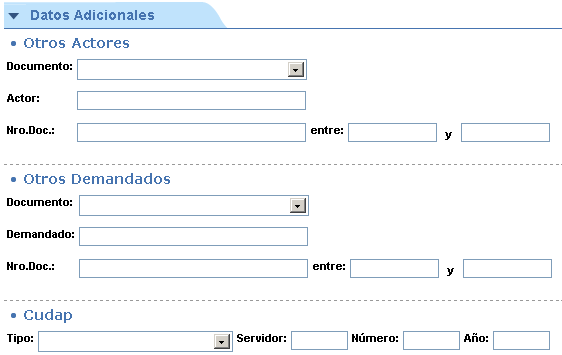 Datos Adicionales
• Otros Actores
Documento:
Actor:
Nro.Doc.: entre: y
• Otros Demandados
Documento:
Demandado:
Nro.Doc.: entre: y
• Cudap
Tipo: Servidor: Número: Año: